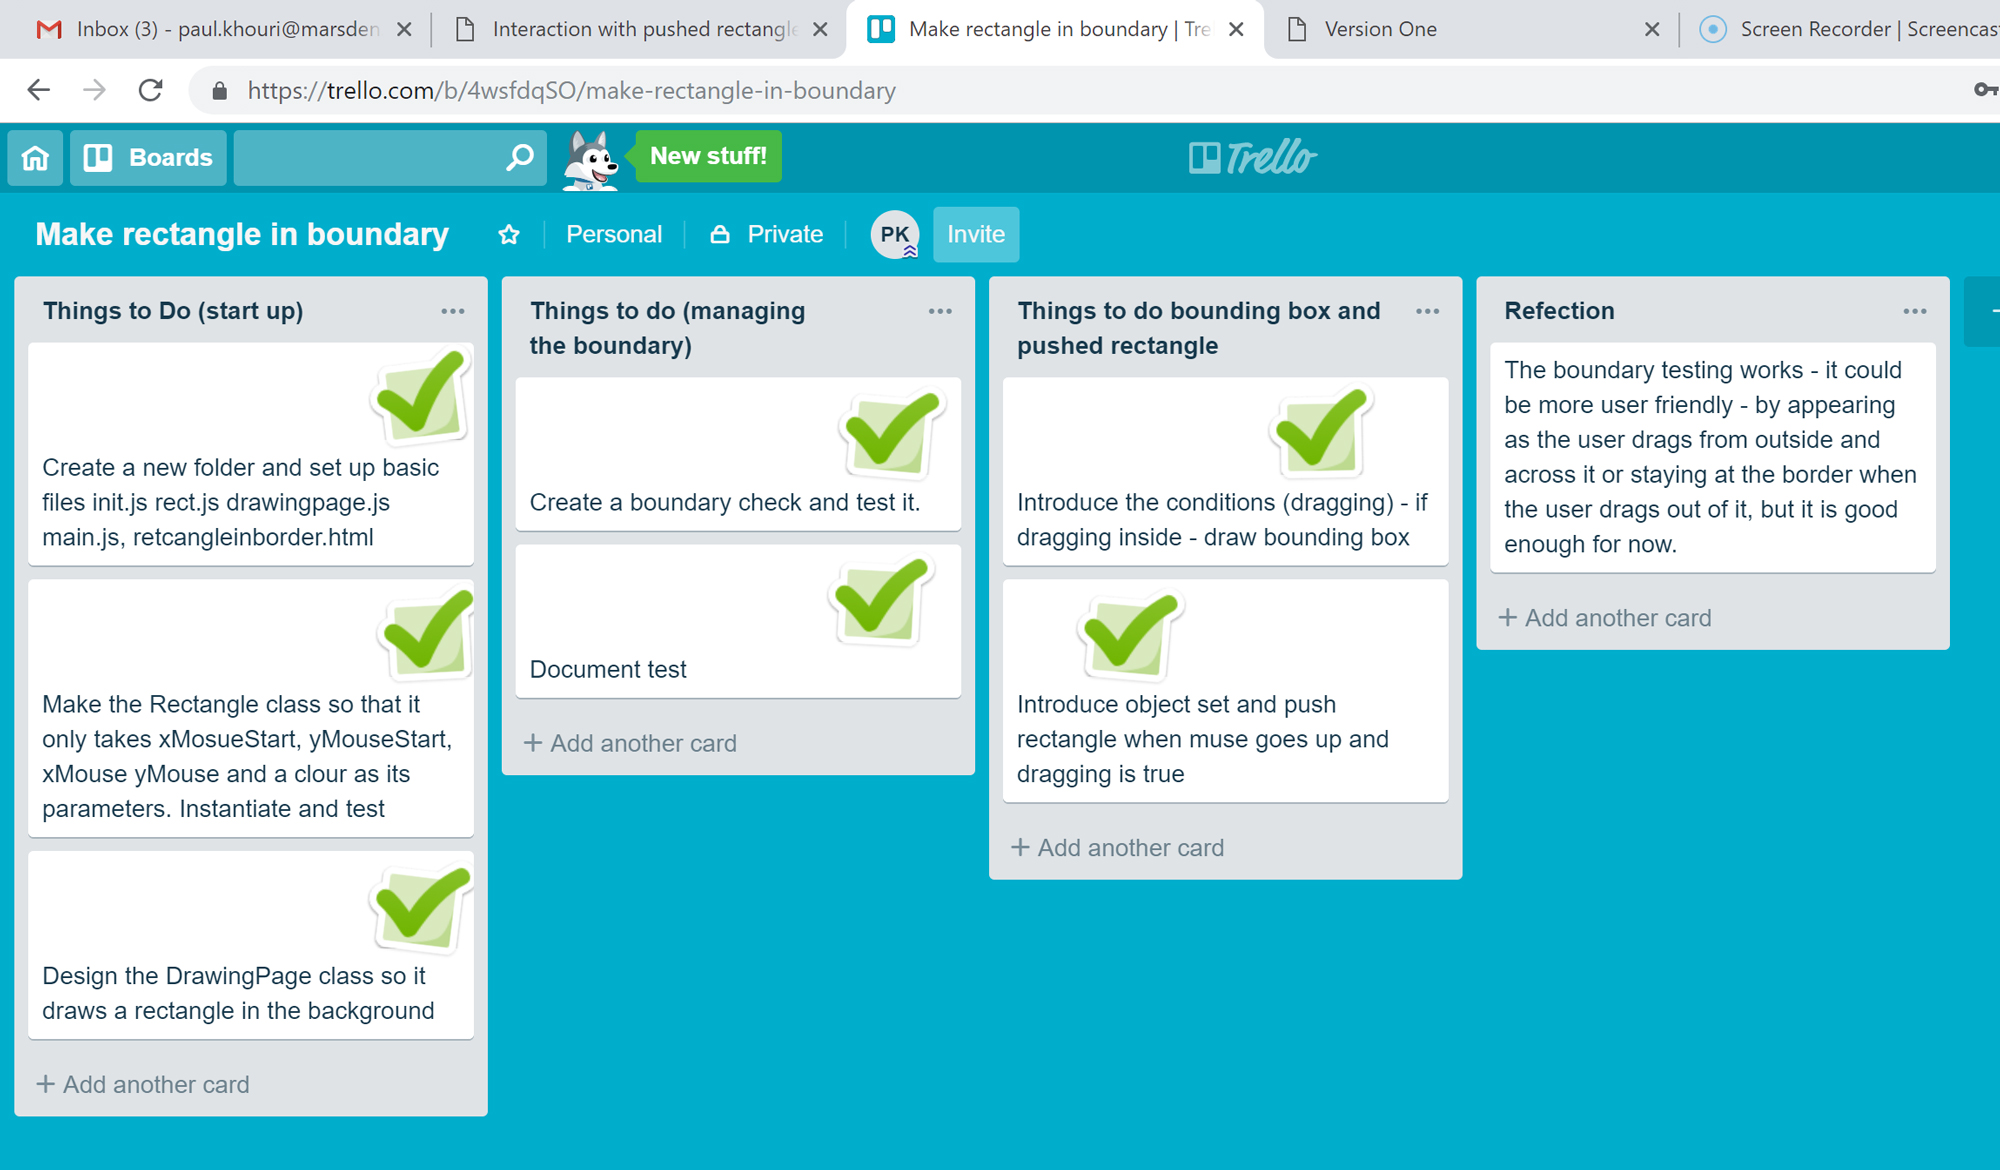 Inbox (3) - paul.khouri@marsden
Interaction with pushed rectangle
Make rectangle in boundary | Tre
Version One
Screen Recorder | Screencas
https://trello.com/b/4wsfdqSO/make-rectangle-in-boundary
Boards
New stuff!
Trello
Make rectangle in boundary
Personal
Private
PK
Invite
Things to Do (start up)
Create a new folder and set up basic
files init.js rect.js drawingpage.js
main.js, retcangleinborder.html
Make the Rectangle class so that it
only takes xMosueStart, yMouseStart,
xMouse yMouse and a clour as its
parameters. Instantiate and test
Design the DrawingPage class so it
draws a rectangle in the background
+ Add another card
Things to do (managing
the boundary)
Create a boundary check and test it.
Document test
+ Add another card
Things to do bounding box and
pushed rectangle
Introduce the conditions (dragging) - if
dragging inside - draw bounding box
Introduce object set and push
rectangle when muse goes up and
dragging is true
+ Add another card
Refection
The boundary testing works - it could
be more user friendly - by appearing
as the user drags from outside and
across it or staying at the border when
the user drags out of it, but it is good
enough for now.
+ Add another card